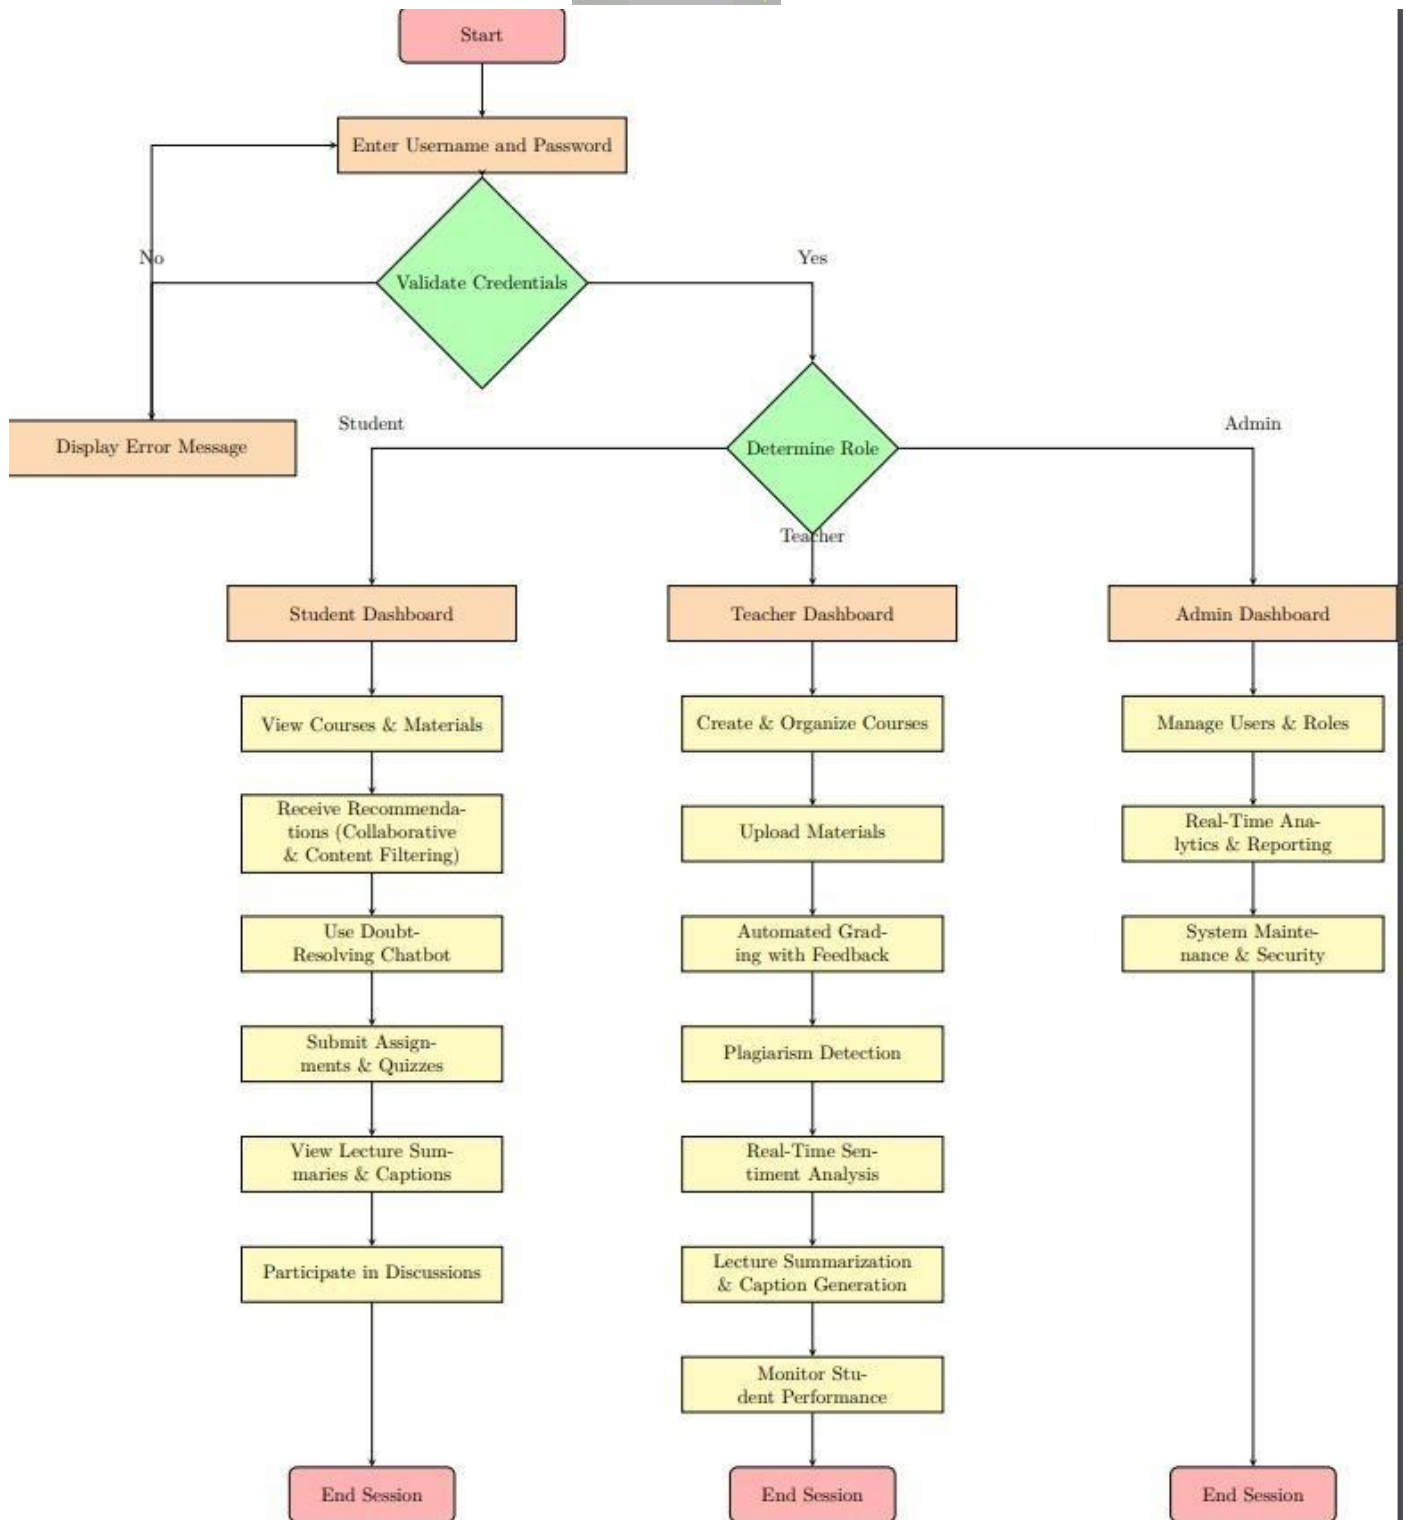 Start
Enter Username and Password
No
Yes
Validate Credentials
Student
Admin
Display Error Message
Determine Role
Teacher
Student Dashboard
Teacher Dashboard
Admin Dashboard
View Courses & Materials
Create & Organize Courses
Manage Users & Roles
Receive Recommenda-
tions (Collaborative
& Content Filtering)
Upload Materials
Real-Time Ana-
lytics & Reporting
Use Doubt-
Resolving Chatbot
Automated Grad-
ing with Feedback
System Mainte-
nance & Security
Submit Assign-
ments & Quizzes
Plagiarism Detection
View Lecture Sum-
maries & Captions
Real-Time Sen-
timent Analysis
Participate in Discussions
Lecture Summarization
& Caption Generation
Monitor Stu-
dent Performance
End Session
End Session
End Session